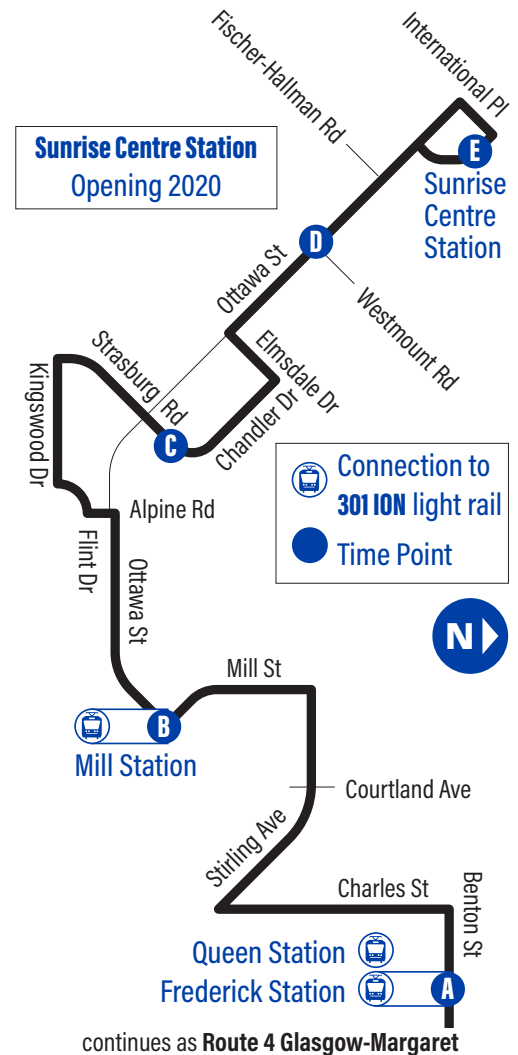 Fischer-Hallman Rd
International Pl
Sunrise Centre Station
Opening 2020
E
Sunrise
Centre
Station
D
Ottawa St
Westmount Rd
Elmsdale Dr
Strasburg Rd
Chandler Dr
Kingswood Dr
C
Connection to
301 ION light rail
Time Point
Alpine Rd
Flint Dr
Ottawa St
N
Mill St
B
Mill Station
Courtland Ave
Stirling Ave
Charles St
Benton St
Queen Station
Frederick Station
A
continues as Route 4 Glasgow-Margaret